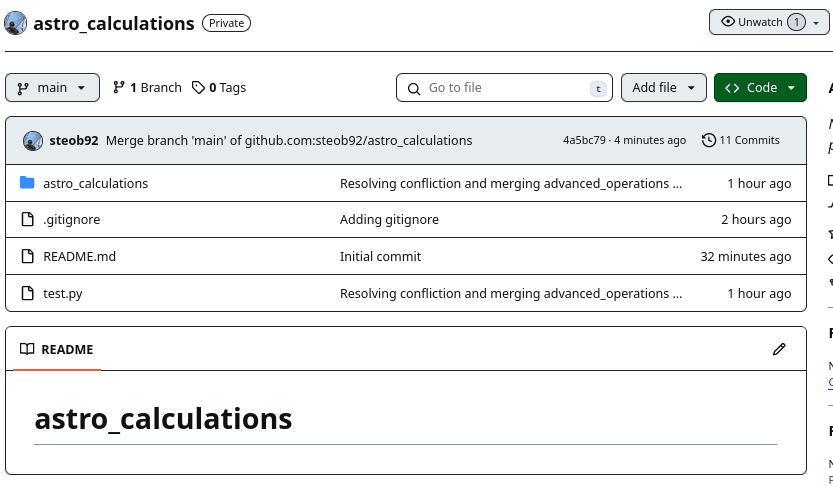 astro_calculations Private Unwatch 1
main 1 Branch 0 Tags Go to file t Add file Code
steob92 Merge branch 'main' of github.com:steob92/astro_calculations 4a5bc79 · 4 minutes ago 11 Commits
astro_calculations Resolving confliction and merging advanced_operations ... 1 hour ago
.gitignore Adding gitignore 2 hours ago
README.md Initial commit 32 minutes ago
test.py Resolving confliction and merging advanced_operations ... 1 hour ago
README
astro_calculations